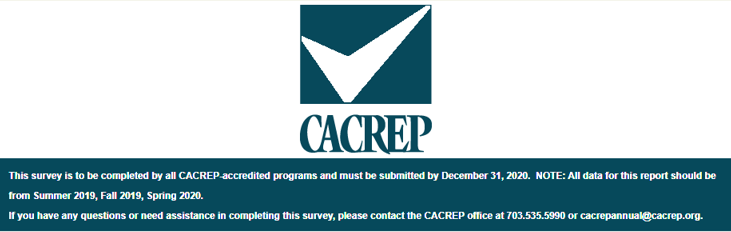 CACREP
This survey is to be completed by all CACREP-accredited programs and must be submitted by December 31, 2020.  NOTE: All data for this report should be
from Summer 2019, Fall 2019, Spring 2020.
If you have any questions or need assistance in completing this survey, please contact the CACREP office at 703.535.5990 or cacrepannual@cacrep.org.